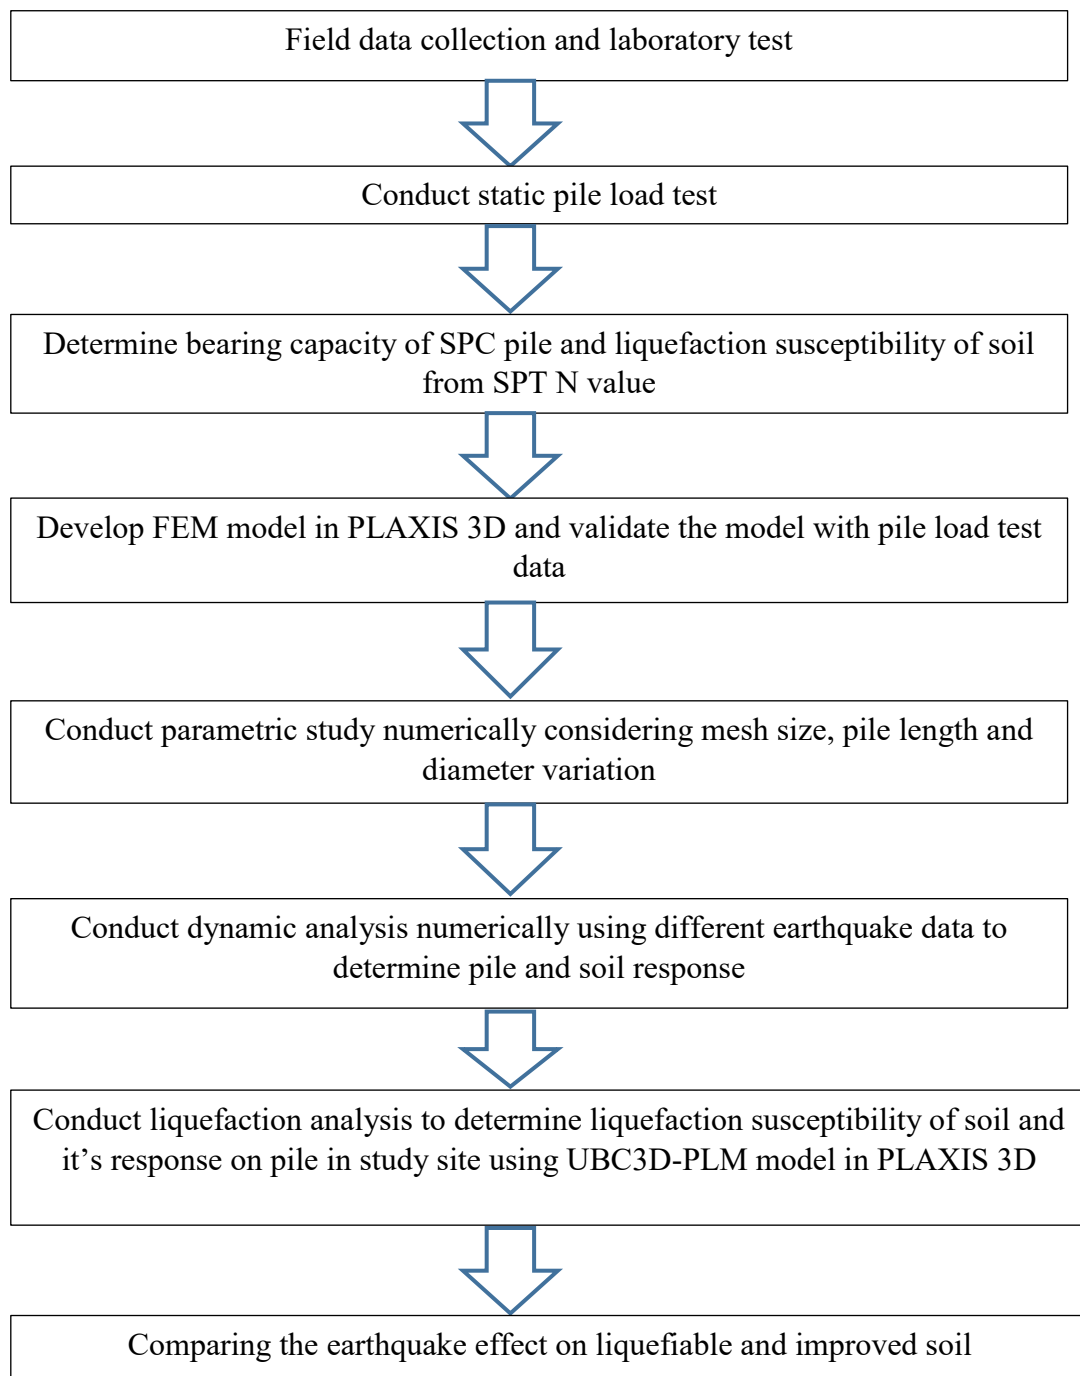 Field data collection and laboratory test
Conduct static pile load test
Determine bearing capacity of SPC pile and liquefaction susceptibility of soil
from SPT N value
Develop FEM model in PLAXIS 3D and validate the model with pile load test
data
Conduct parametric study numerically considering mesh size, pile length and
diameter variation
Conduct dynamic analysis numerically using different earthquake data to
determine pile and soil response
Conduct liquefaction analysis to determine liquefaction susceptibility of soil and
it’s response on pile in study site using UBC3D-PLM model in PLAXIS 3D
Comparing the earthquake effect on liquefiable and improved soil